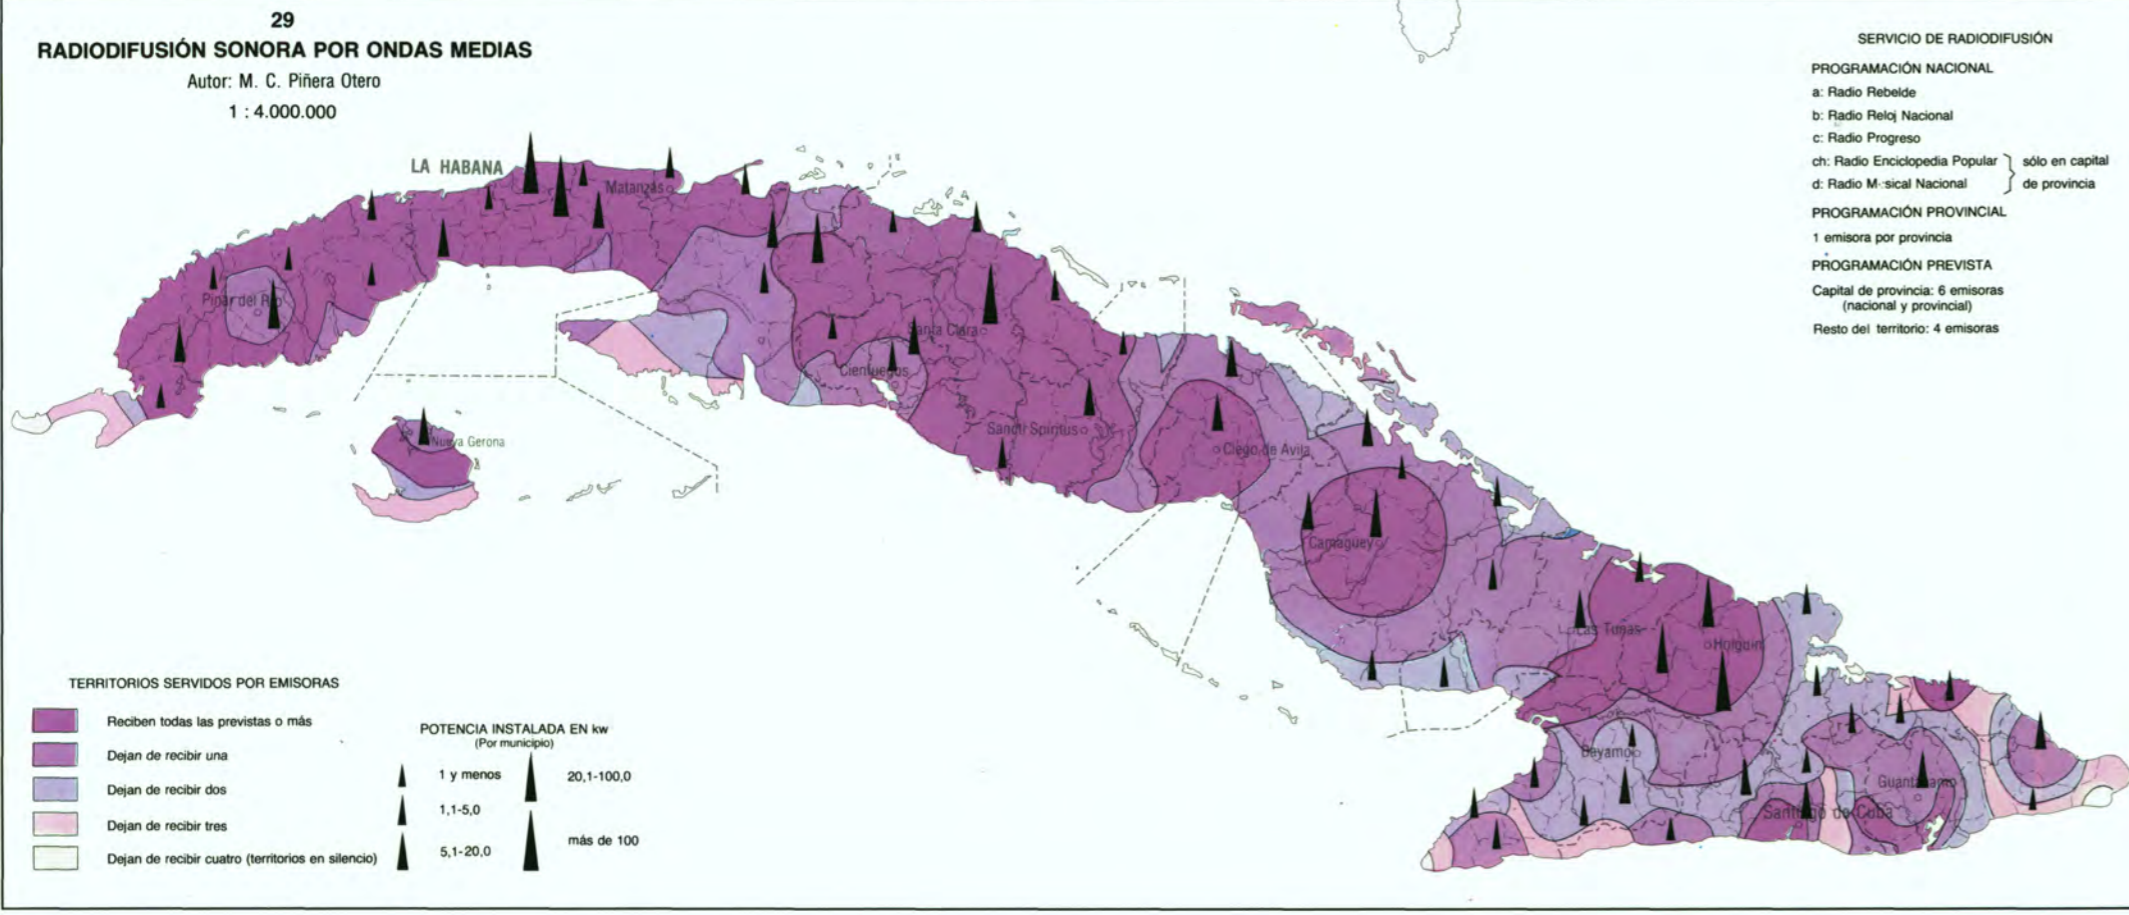 29
RADIODIFUSIÓN SONORA POR ONDAS MEDIAS
Autor: M. C. Piñera Otero
1 : 4.000.000
SERVICIO DE RADIODIFUSIÓN
PROGRAMACIÓN NACIONAL
a: Radio Rebelde
b: Radio Reloj Nacional
c: Radio Progreso
ch: Radio Enciclopedia Popular
d: Radio Nacional
sólo en capital
de provincia
PROGRAMACIÓN PROVINCIAL
1 emisora por provincia
PROGRAMACIÓN PREVISTA
Capital de provincia: 6 emisoras
(nacional y provincial)
Resto del territorio: 4 emisoras
LA HABANA
Matanzas
Pinar del Río
Santa Clara
Cienfuegos
Nueva Gerona
Sancti Spíritus
Ciego de Avila
Camagüey
Las Tunas
Holguín
Bayamo
Guantánamo
Santiago de Cuba
TERRITORIOS SERVIDOS POR EMISORAS
Reciben todas las previstas o más
Dejan de recibir una
Dejan de recibir dos
Dejan de recibir tres
Dejan de recibir cuatro (territorios en silencio)
POTENCIA INSTALADA EN kw
(Por municipio)
1 y menos
1,1-5,0
5,1-20,0
20,1-100,0
más de 100